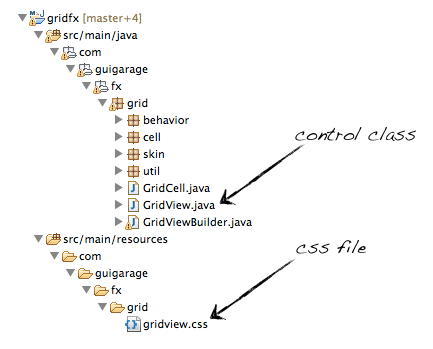 gridfx [master+4]
src/main/java
com
guigarage
fx
grid
behavior
cell
skin
util
GridCell.java
GridView.java
GridViewBuilder.java
control class
src/main/resources
com
guigarage
fx
grid
gridview.css
css file